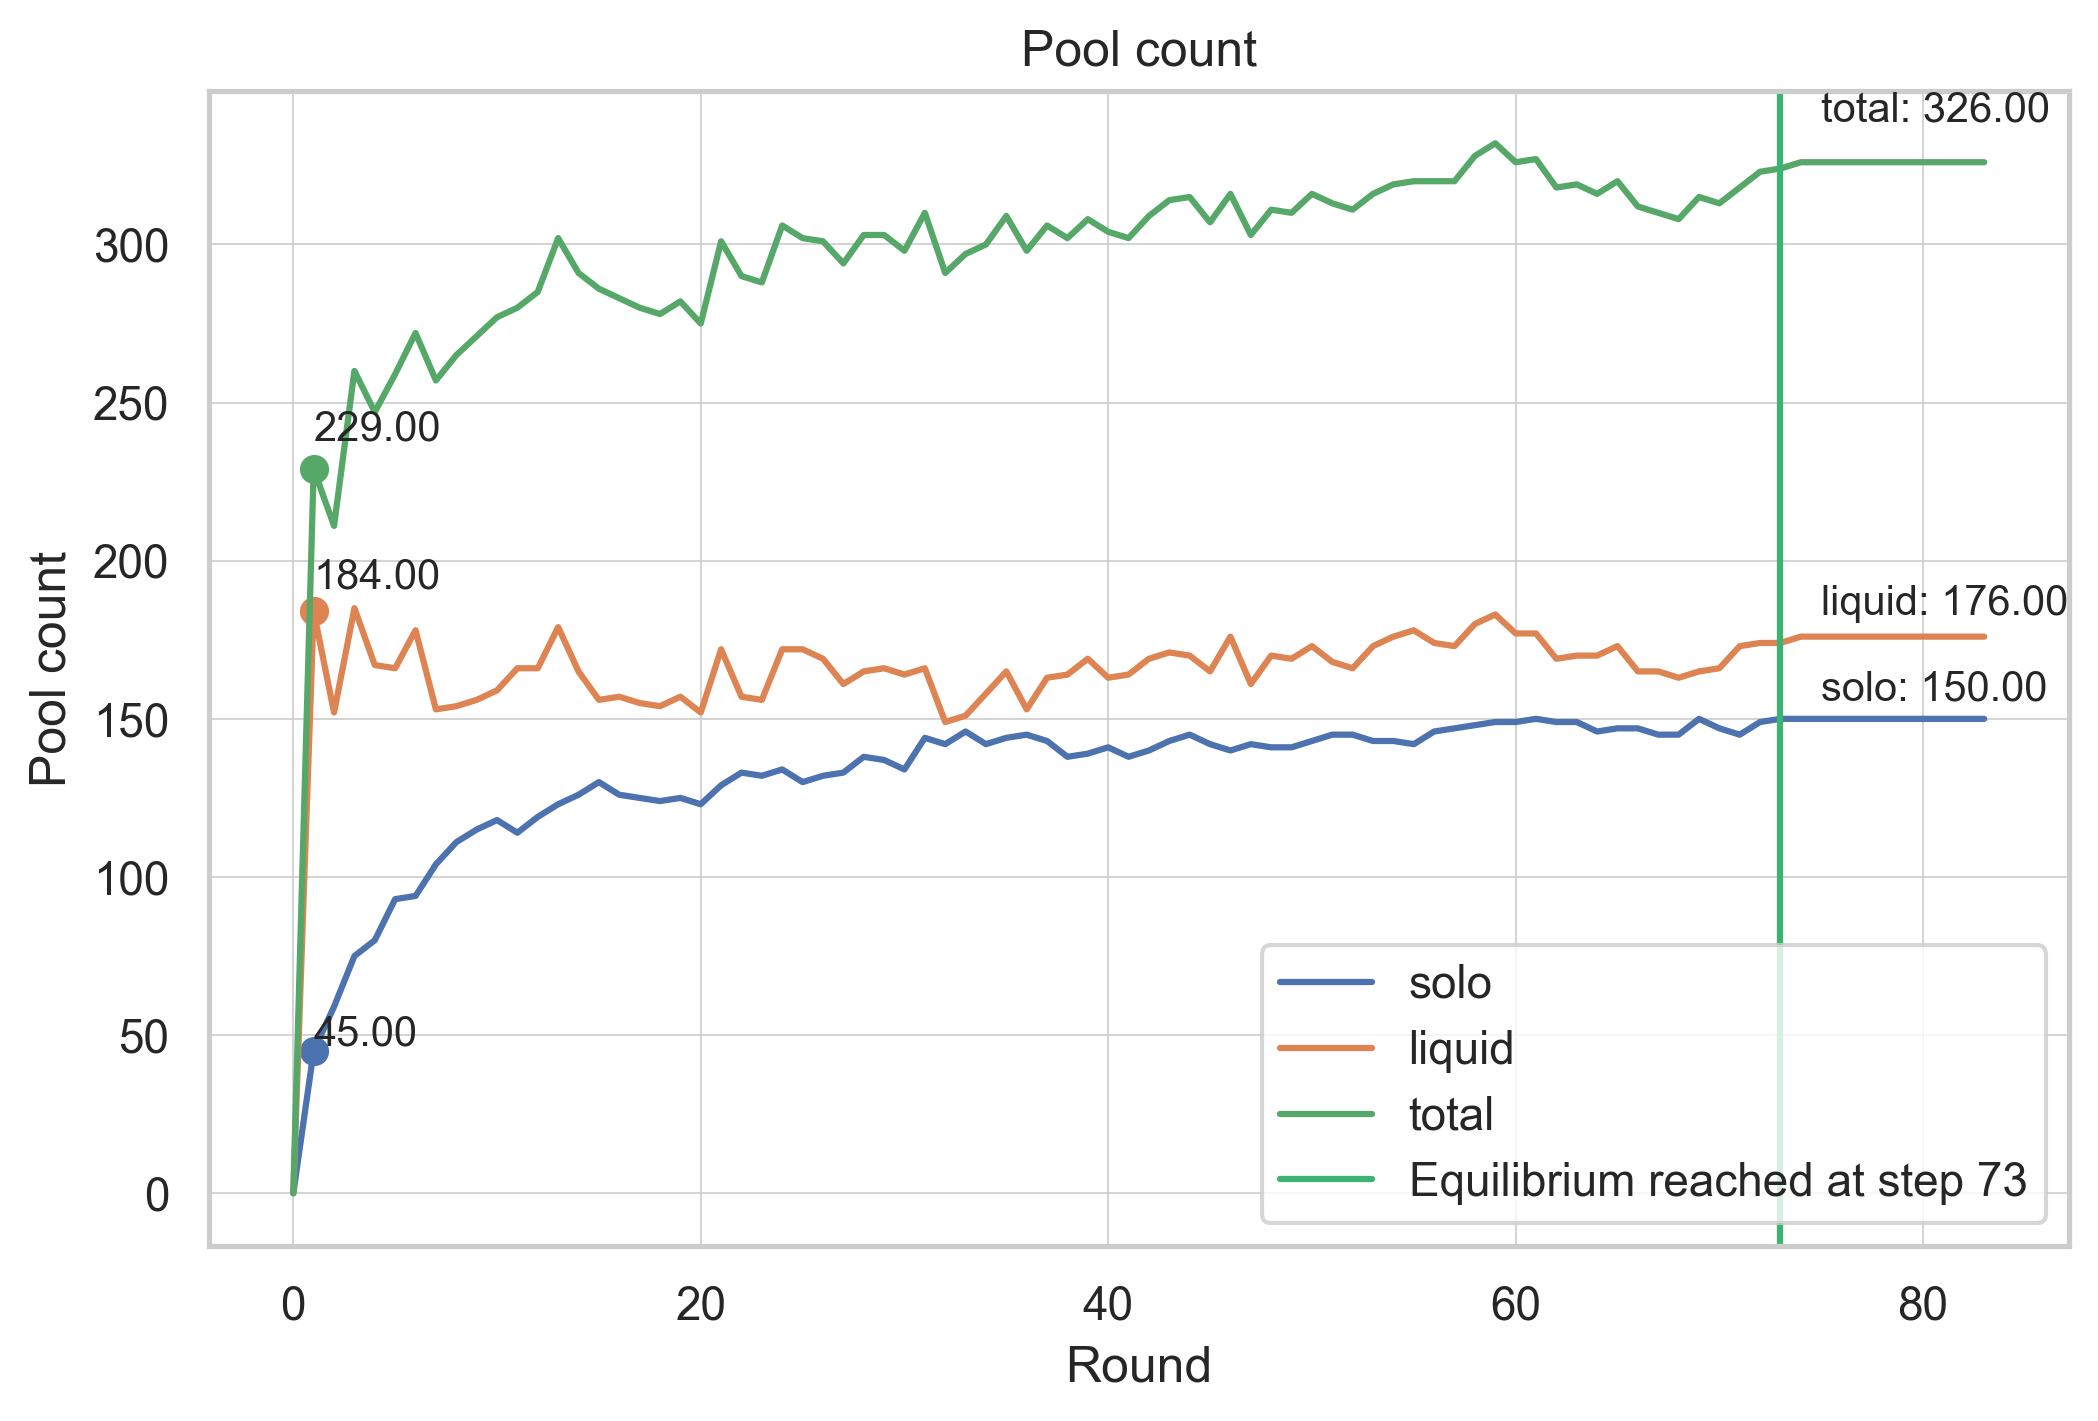 Pool count
total: 326.00
300
250
229.00
200
184.00
liquid: 176.00
solo: 150.00
150
100
50
45.00
0
Pool count
solo
liquid
total
Equilibrium reached at step 73
0 20 40 60 80
Round